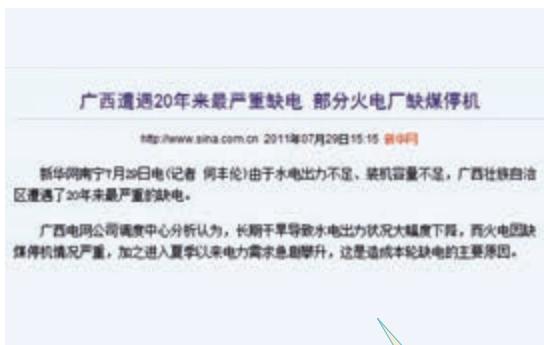 广西遭遇20年来最严重缺电 部分火电厂缺煤停机
http://www.sina.com.cn 2011年07月29日15:15 新华网
新华网南宁7月29日电(记者 何丰伦)由于水电出力不足、装机容量不足，广西壮族自治
区遭遇了20年来最严重的缺电。
广西电网公司调度中心分析认为，长期干旱导致水电出力状况大幅度下降，而火电因缺
煤停机情况严重，加之进入夏季以来电力需求急剧攀升，这是造成本轮缺电的主要原因。